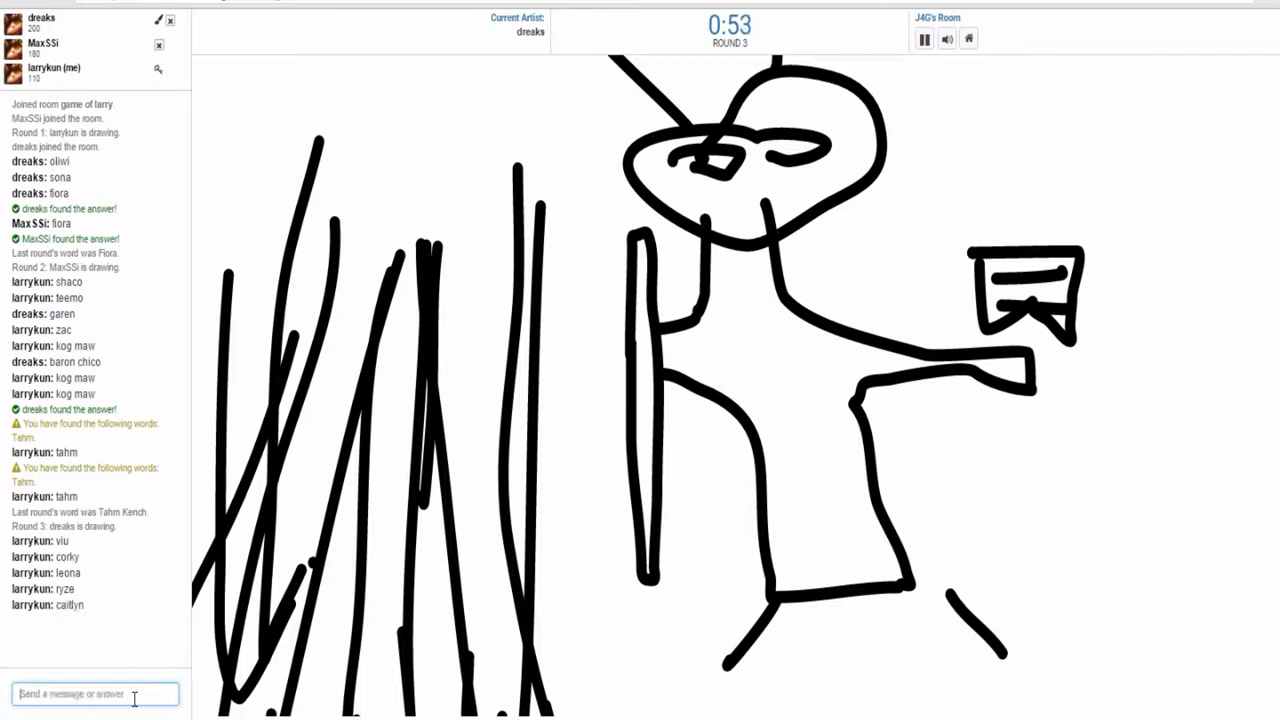 dreaks
200
MaxSSi
180
larrykun (me)
110
Current Artist:
dreaks
0:53
ROUND 3
J4G's Room
Joined room game of larry.
MaxSSi joined the room.
Round 1: larrykun is drawing.
dreaks joined the room.
dreaks: oliwi
dreaks: sona
dreaks: fiora
dreaks found the answer!
MaxSSi: fiora
MaxSSi found the answer!
Last round's word was Fiora.
Round 2: MaxSSi is drawing.
larrykun: shaco
larrykun: teemo
dreaks: garen
larrykun: zac
larrykun: kog maw
dreaks: baron chico
larrykun: kog maw
larrykun: kog maw
dreaks found the answer!
You have found the following words:
Tahm.
larrykun: tahm
You have found the following words:
Tahm.
larrykun: tahm
Last round's word was Tahm Kench.
Round 3: dreaks is drawing.
larrykun: viu
larrykun: corky
larrykun: leona
larrykun: ryze
larrykun: caitlyn
Send a message or answer